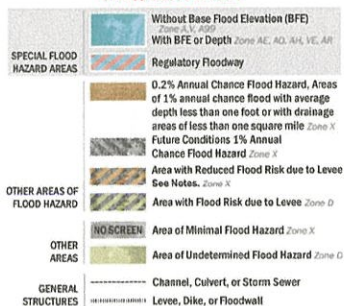 Without Base Flood Elevation (BFE)
Zone A,V, A99
With BFE or Depth Zone AE, AO, AH, VE, AR
SPECIAL FLOOD
HAZARD AREAS
Regulatory Floodway
0.2% Annual Chance Flood Hazard, Areas
of 1% annual chance flood with average
depth less than one foot or with drainage
areas of less than one square mile Zone X
Future Conditions 1% Annual
Chance Flood Hazard Zone X
Area with Reduced Flood Risk due to Levee
See Notes. Zone X
OTHER AREAS OF
FLOOD HAZARD
Area with Flood Risk due to Levee Zone D
NO SCREEN Area of Minimal Flood Hazard Zone X
OTHER
AREAS
Area of Undetermined Flood Hazard Zone D
GENERAL
STRUCTURES
Channel, Culvert, or Storm Sewer
Levee, Dike, or Floodwall